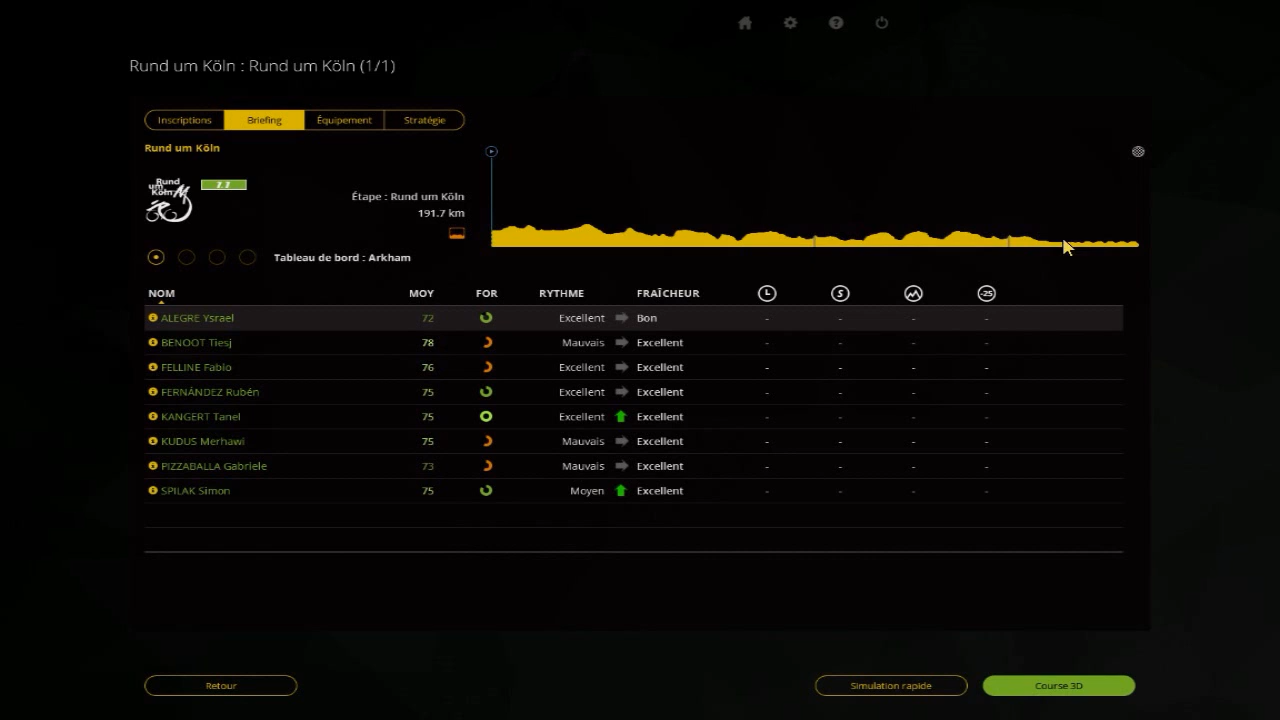 Rund um Köln : Rund um Köln (1/1)
Inscriptions Briefing Équipement Stratégie
Rund um Köln
Rund um Köln
Étape : Rund um Köln
191.7 km
Tableau de bord : Arkham
NOM MOY FOR RYTHME FRAÎCHEUR L S -25
ALEGRE Ysrael 72 Excellent Bon - - - -
BENOOT Tiesj 78 Mauvais Excellent - - - -
FELLINE Fabio 76 Excellent Excellent - - - -
FERNÁNDEZ Rubén 75 Excellent Excellent - - - -
KANGERT Tanel 75 Excellent Excellent - - - -
KUDUS Merhawi 75 Mauvais Excellent - - - -
PIZZABALLA Gabriele 73 Mauvais Excellent - - - -
SPILAK Simon 75 Moyen Excellent - - - -
Retour Simulation rapide Course 3D